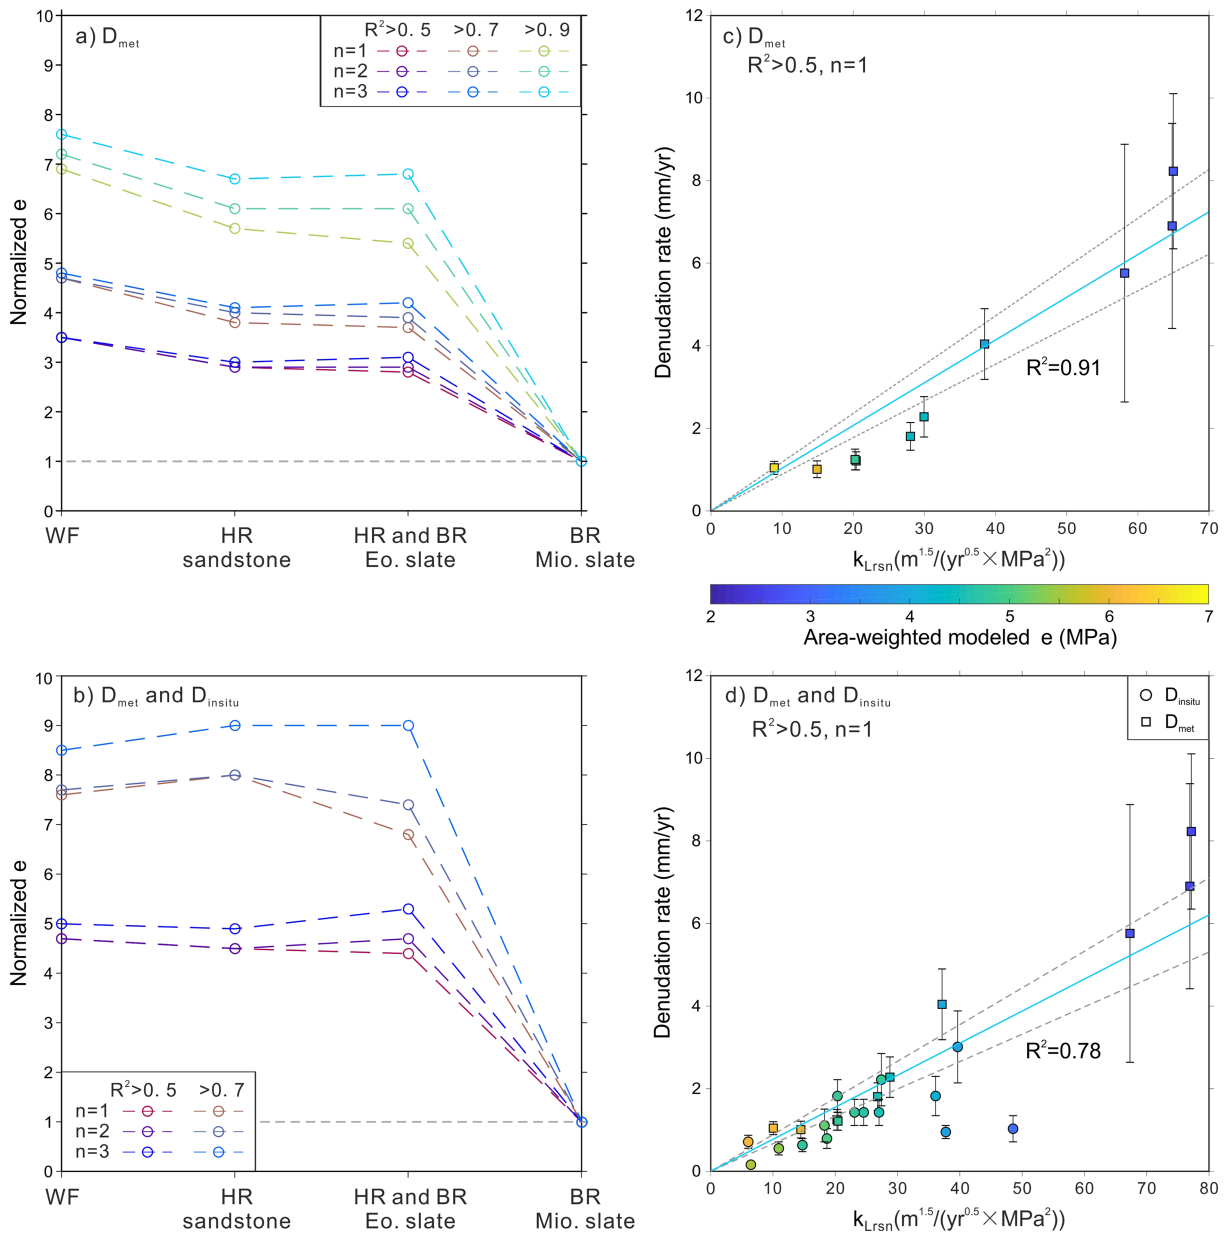 a) Dmet
R²>0.5 >0.7 >0.9
n=1
n=2
n=3
10
9
8
7
6
5
4
3
2
1
0
Normalized e
WF
HR
sandstone
HR and BR
Eo. slate
BR
Mio. slate
c) Dmet
R²>0.5, n=1
12
10
8
6
4
2
0
Denudation rate (mm/yr)
R²=0.91
0 10 20 30 40 50 60 70
kLrsn(m^1.5/(yr^0.5×MPa²))
2 3 4 5 6 7
Area-weighted modeled e (MPa)
b) Dmet and Dinsitu
10
9
8
7
6
5
4
3
2
1
0
Normalized e
R²>0.5 >0.7
n=1
n=2
n=3
WF
HR
sandstone
HR and BR
Eo. slate
BR
Mio. slate
d) Dmet and Dinsitu
R²>0.5, n=1
Dinsitu
Dmet
12
10
8
6
4
2
0
Denudation rate (mm/yr)
R²=0.78
0 10 20 30 40 50 60 70 80
kLrsn(m^1.5/(yr^0.5×MPa²))